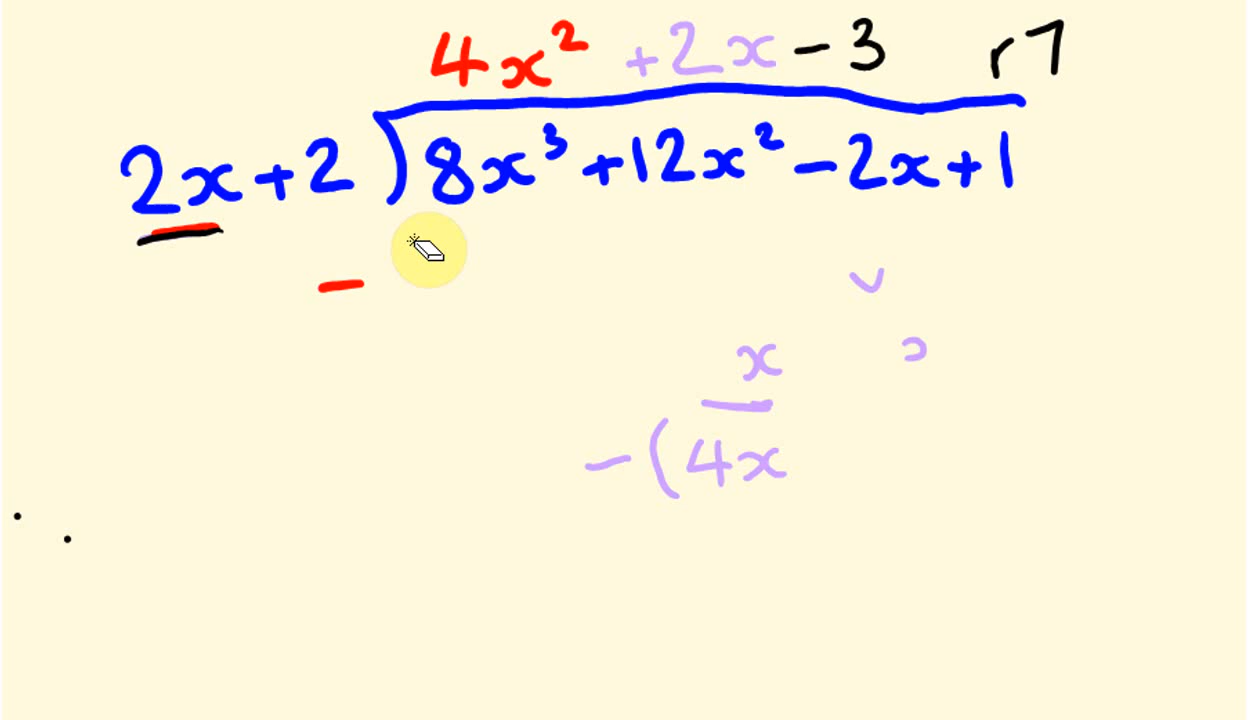 4x² +2x -3 r7
2x+2 ) 8x³ +12x² -2x+1
-
x
-(4x